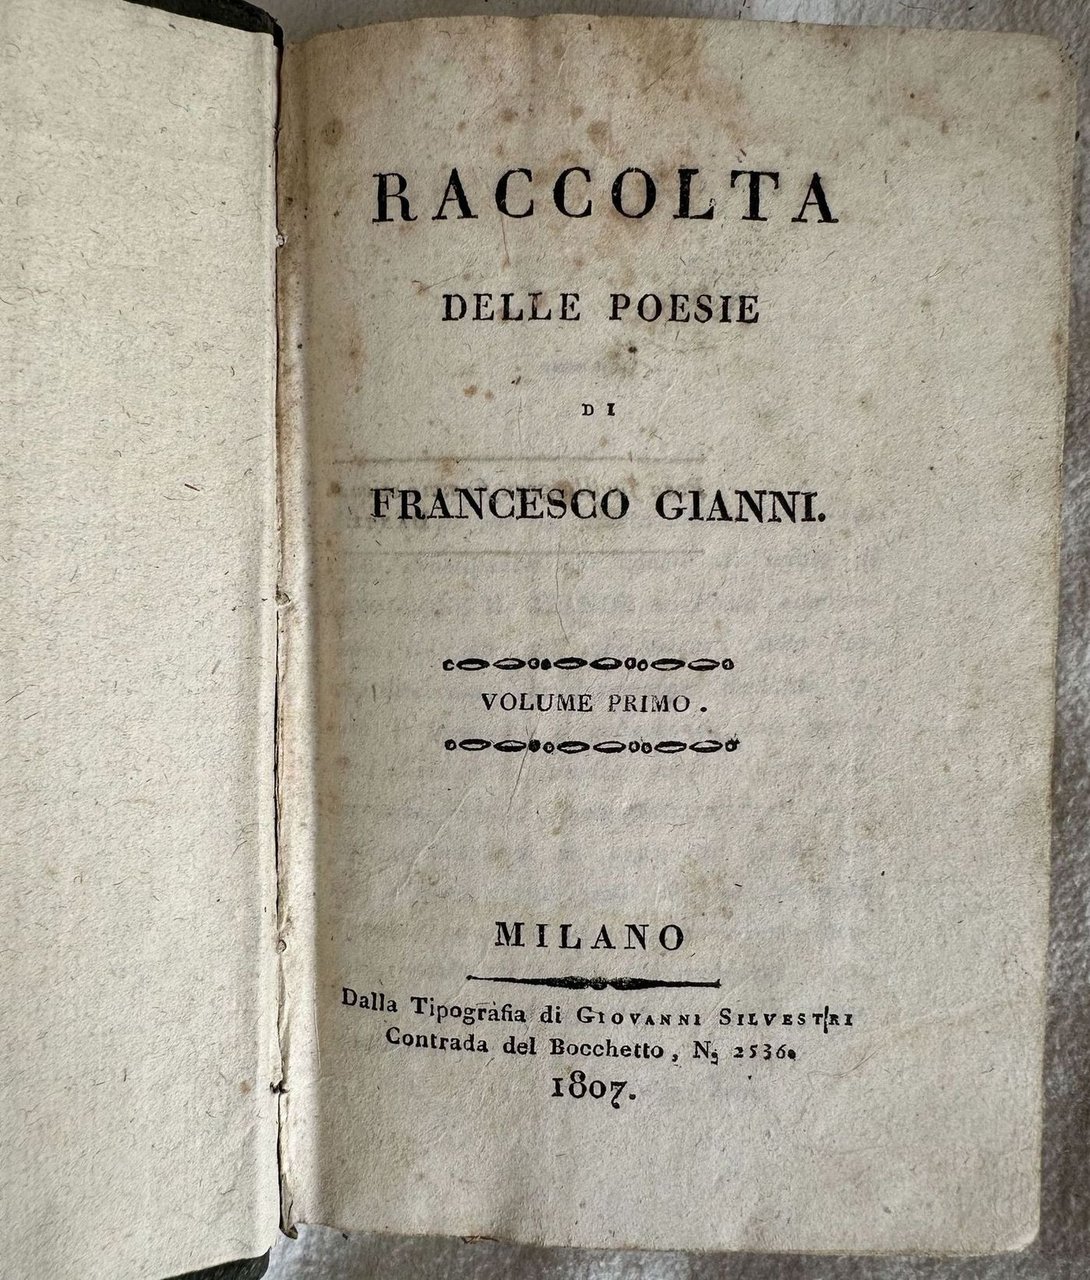 RACCOLTA
DELLE POESIE
DI
FRANCESCO GIANNI.
VOLUME PRIMO.
MILANO
Dalla Tipografia di GIOVANNI SILVESTRI
Contrada del Bocchetto, N. 2536.
1807.